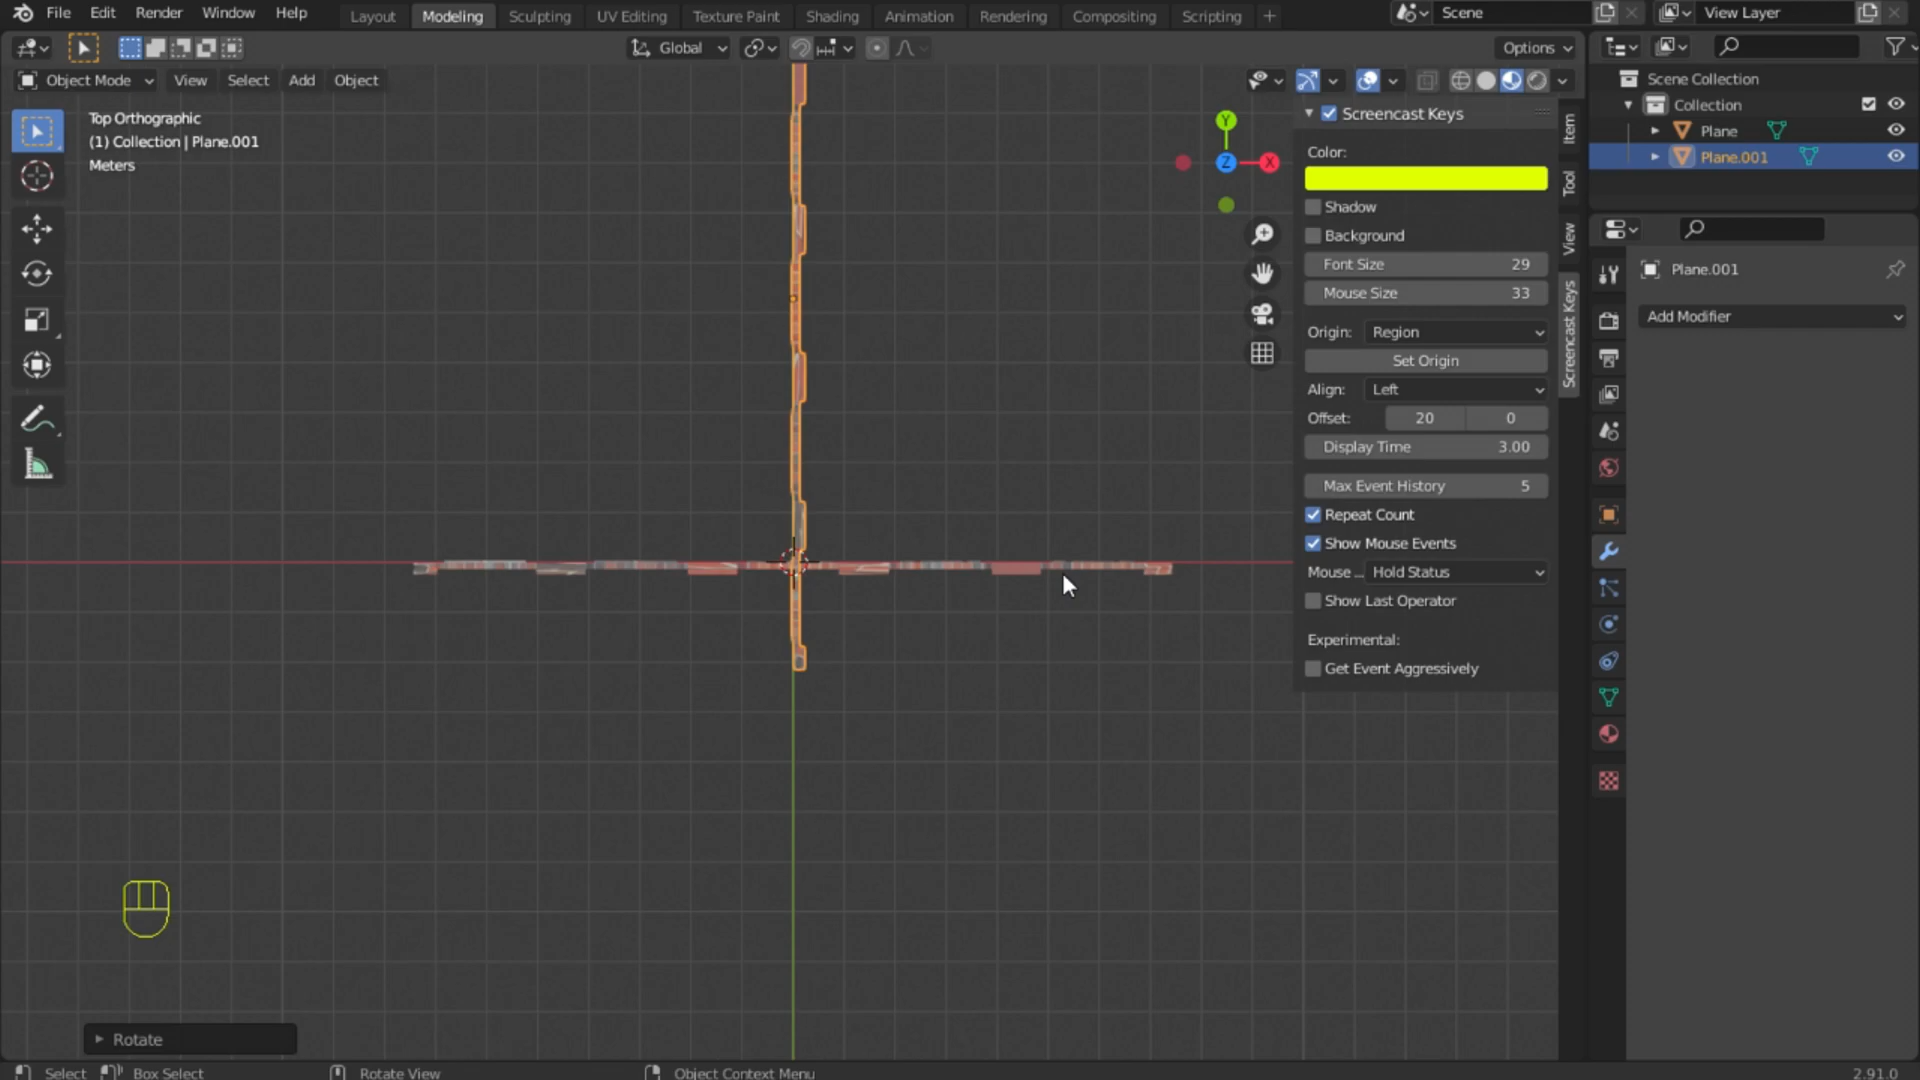 File Edit Render Window Help Layout Modeling Sculpting UV Editing Texture Paint Shading Animation Rendering Compositing Scripting + Scene View Layer
Global Options
Object Mode View Select Add Object
Top Orthographic
(1) Collection | Plane.001
Meters
Y
Z
X
Screencast Keys
Color:
Shadow
Background
Font Size 29
Mouse Size 33
Origin: Region
Set Origin
Align: Left
Offset: 20 0
Display Time 3.00
Max Event History 5
Repeat Count
Show Mouse Events
Mouse ... Hold Status
Show Last Operator
Experimental:
Get Event Aggressively
Item
Tool
View
Screencast Keys
Scene Collection
Collection
Plane
Plane.001
Plane.001
Add Modifier
Rotate
Select Box Select Rotate View Object Context Menu 2.91.0